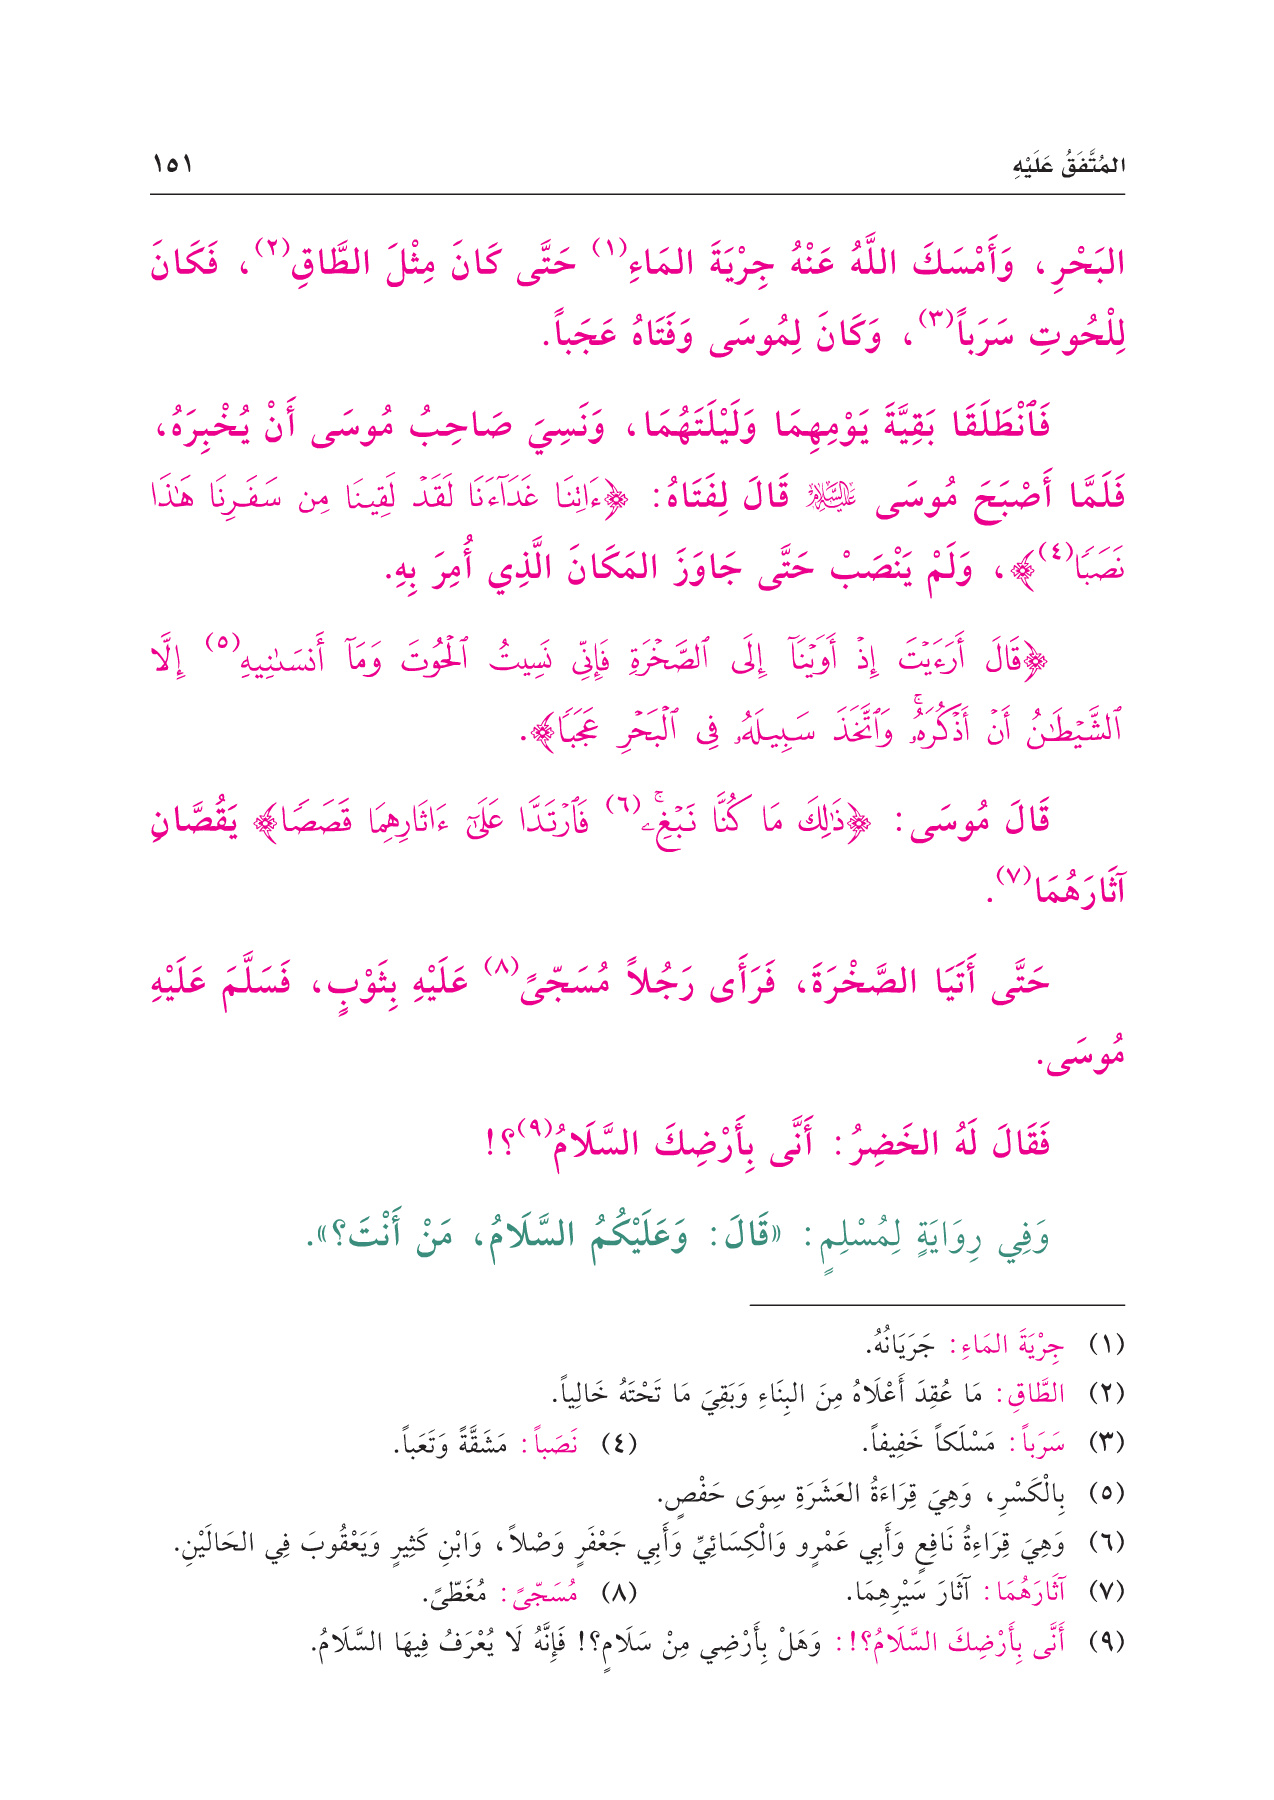 المُتَّفَقُ عَلَيْهِ ١٥١
البَحْرِ، وَأَمْسَكَ اللَّهُ عَنْهُ جِرْيَةَ المَاءِ(١) حَتَّى كَانَ مِثْلَ الطَّاقِ(٢)، فَكَانَ
لِلْحُوتِ سَرَباً(٣)، وَكَانَ لِمُوسَى وَفَتَاهُ عَجَباً.
فَٱنْطَلَقَا بَقِيَّةَ يَوْمِهِمَا وَلَيْلَتَهُمَا، وَنَسِيَ صَاحِبُ مُوسَى أَنْ يُخْبِرَهُ،
فَلَمَّا أَصْبَحَ مُوسَى عَلَيْهِ السَّلَامُ قَالَ لِفَتَاهُ: ﴿ءَاتِنَا غَدَآءَنَا لَقَدۡ لَقِينَا مِن سَفَرِنَا هَٰذَا
نَصَبٗا(٤)﴾، وَلَمْ يَنْصَبْ حَتَّى جَاوَزَ المَكَانَ الَّذِي أُمِرَ بِهِ.
﴿قَالَ أَرَءَيۡتَ إِذۡ أَوَيۡنَآ إِلَى ٱلصَّخۡرَةِ فَإِنِّي نَسِيتُ ٱلۡحُوتَ وَمَآ أَنسَىٰنِيهِ(٥) إِلَّا
ٱلشَّيۡطَٰنُ أَنۡ أَذۡكُرَهُۥۚ وَٱتَّخَذَ سَبِيلَهُۥ فِي ٱلۡبَحۡرِ عَجَبٗا﴾.
قَالَ مُوسَى: ﴿ذَٰلِكَ مَا كُنَّا نَبۡغِۦۚ(٦) فَٱرۡتَدَّا عَلَىٰٓ ءَاثَارِهِمَا قَصَصٗا﴾ يَقُصَّانِ
آثَارَهُمَا(٧).
حَتَّى أَتَيَا الصَّخْرَةَ، فَرَأَى رَجُلاً مُسَجّىً(٨) عَلَيْهِ بِثَوْبٍ، فَسَلَّمَ عَلَيْهِ
مُوسَى.
فَقَالَ لَهُ الخَضِرُ: أَنَّى بِأَرْضِكَ السَّلَامُ(٩)؟!
وَفِي رِوَايَةٍ لِمُسْلِمٍ: «قَالَ: وَعَلَيْكُمُ السَّلَامُ، مَنْ أَنْتَ؟».
(١) جِرْيَةَ المَاءِ: جَرَيَانُهُ.
(٢) الطَّاقِ: مَا عُقِدَ أَعْلَاهُ مِنَ البِنَاءِ وَبَقِيَ مَا تَحْتَهُ خَالِياً.
(٣) سَرَباً: مَسْلَكاً خَفِيفاً. (٤) نَصَباً: مَشَقَّةً وَتَعَباً.
(٥) بِالْكَسْرِ، وَهِيَ قِرَاءَةُ العَشَرَةِ سِوَى حَفْصٍ.
(٦) وَهِيَ قِرَاءَةُ نَافِعٍ وَأَبِي عَمْرٍو وَالْكِسَائِيِّ وَأَبِي جَعْفَرٍ وَصْلاً، وَابْنِ كَثِيرٍ وَيَعْقُوبَ فِي الحَالَيْنِ.
(٧) آثَارَهُمَا: آثَارَ سَيْرِهِمَا. (٨) مُسَجّىً: مُغَطّىً.
(٩) أَنَّى بِأَرْضِكَ السَّلَامُ؟!: وَهَلْ بِأَرْضِي مِنْ سَلَامٍ؟! فَإِنَّهُ لَا يُعْرَفُ فِيهَا السَّلَامُ.